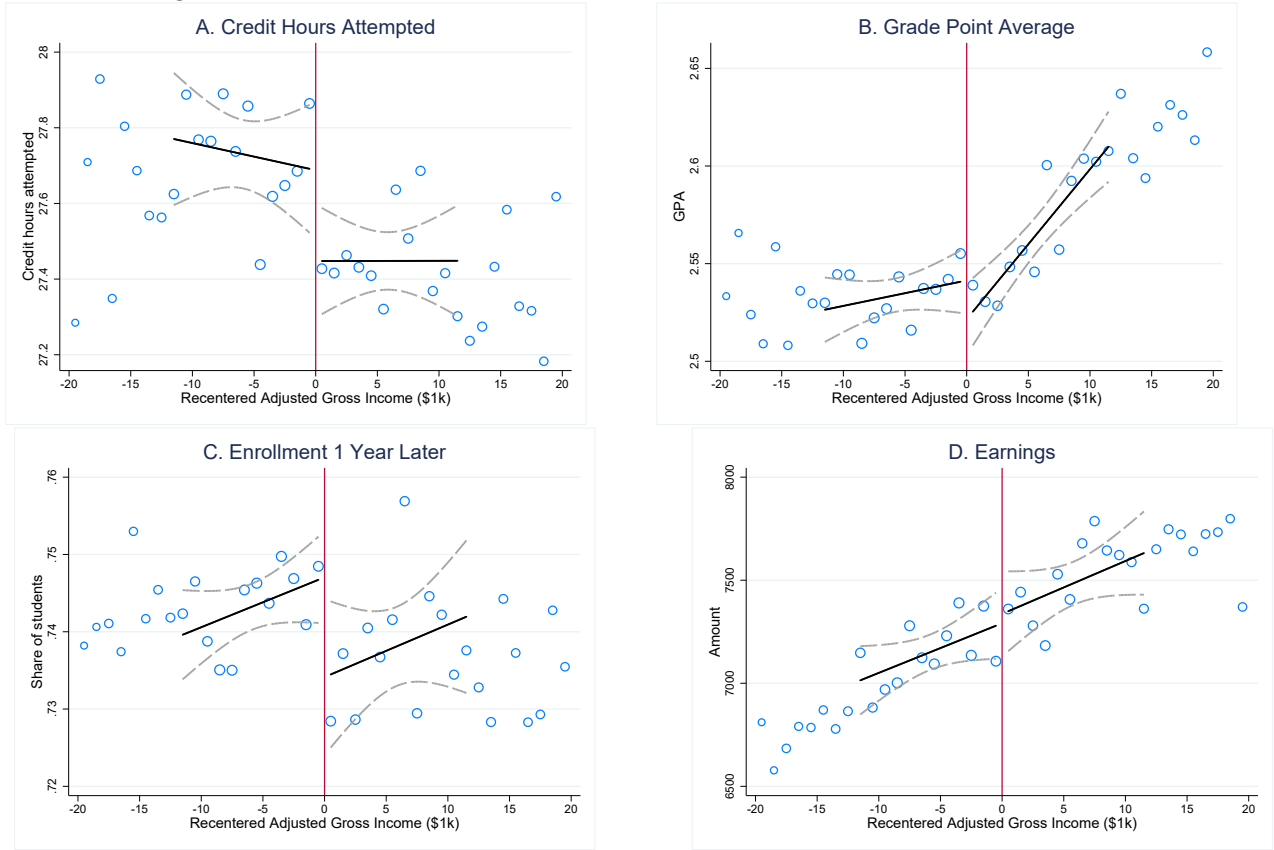 A. Credit Hours Attempted
Credit hours attempted
28
27.8
27.6
27.4
27.2
-20 -15 -10 -5 0 5 10 15 20
Recentered Adjusted Gross Income ($1k)
B. Grade Point Average
GPA
2.65
2.6
2.55
2.5
-20 -15 -10 -5 0 5 10 15 20
Recentered Adjusted Gross Income ($1k)
C. Enrollment 1 Year Later
Share of students
.76
.75
.74
.73
.72
-20 -15 -10 -5 0 5 10 15 20
Recentered Adjusted Gross Income ($1k)
D. Earnings
Amount
8000
7500
7000
6500
-20 -15 -10 -5 0 5 10 15 20
Recentered Adjusted Gross Income ($1k)